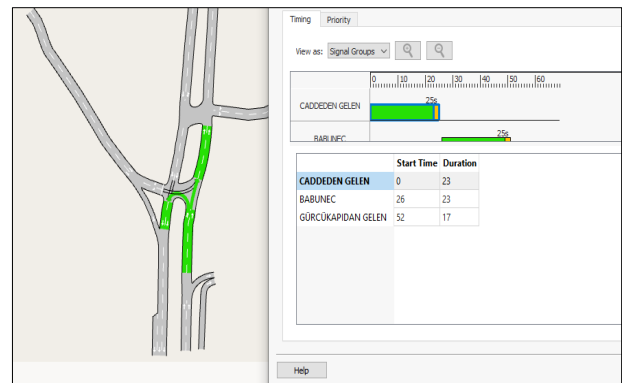 Timing Priority
View as: Signal Groups
0 |10 |20 |30 |40 |50 |60
CADDEDEN GELEN 25s
BABUNEC 25s
Start Time Duration
CADDEDEN GELEN 0 23
BABUNEC 26 23
GÜRCÜKAPIDAN GELEN 52 17
Help